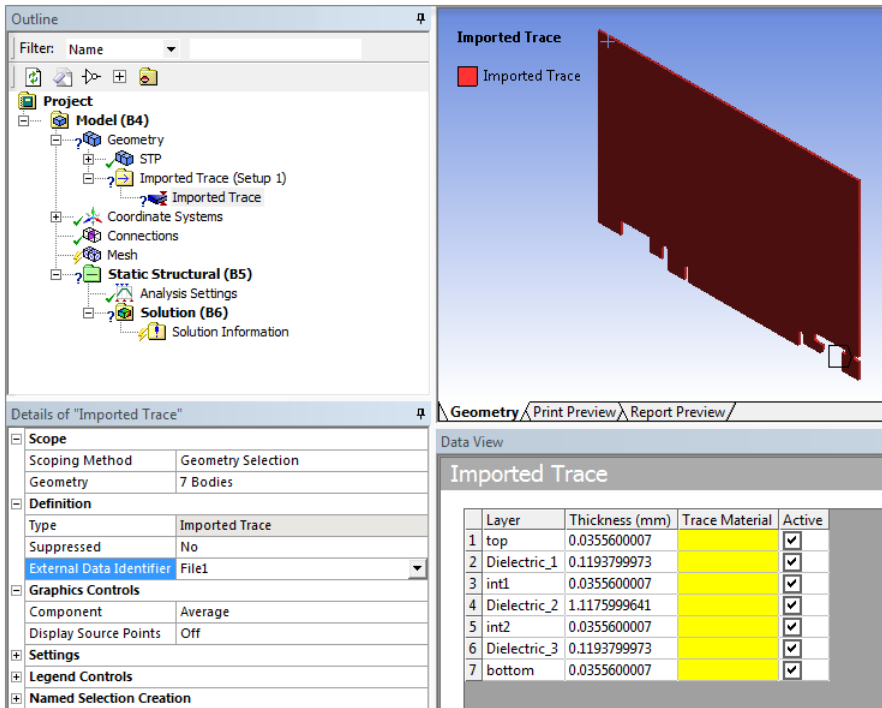 Outline
Filter: Name
Project
Model (B4)
Geometry
STP
Imported Trace (Setup 1)
Imported Trace
Coordinate Systems
Connections
Mesh
Static Structural (B5)
Analysis Settings
Solution (B6)
Solution Information
Imported Trace
Imported Trace
Geometry Print Preview Report Preview
Details of "Imported Trace"
Scope
Scoping Method Geometry Selection
Geometry 7 Bodies
Definition
Type Imported Trace
Suppressed No
External Data Identifier File1
Graphics Controls
Component Average
Display Source Points Off
Settings
Legend Controls
Named Selection Creation
Data View
Imported Trace
Layer Thickness (mm) Trace Material Active
1 top 0.0355600007
2 Dielectric_1 0.1193799973
3 int1 0.0355600007
4 Dielectric_2 1.1175999641
5 int2 0.0355600007
6 Dielectric_3 0.1193799973
7 bottom 0.0355600007